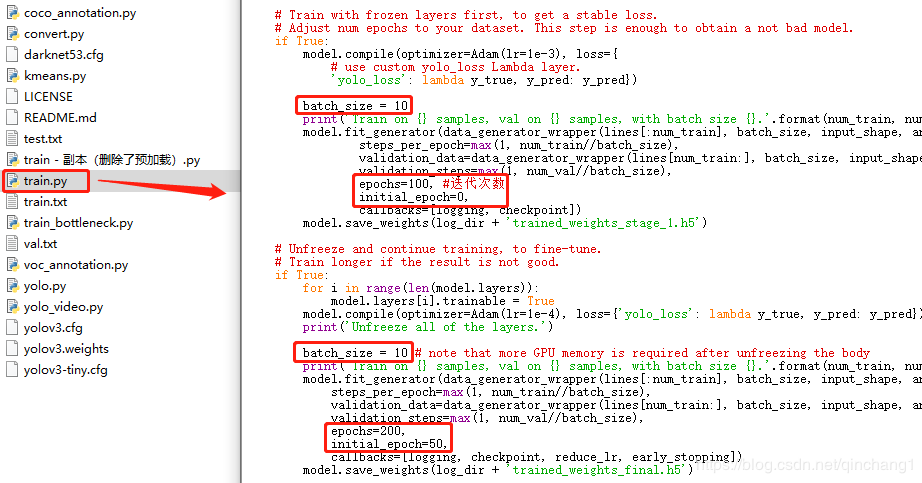 coco_annotation.py
convert.py
darknet53.cfg
kmeans.py
LICENSE
README.md
test.txt
train - 副本（删除了预加载）.py
train.py
train.txt
train_bottleneck.py
val.txt
voc_annotation.py
yolo.py
yolo_video.py
yolov3.cfg
yolov3.weights
yolov3-tiny.cfg
# Train with frozen layers first, to get a stable loss.
# Adjust num epochs to your dataset. This step is enough to obtain a not bad model.
if True:
    model.compile(optimizer=Adam(lr=1e-3), loss={
        # use custom yolo_loss Lambda layer.
        'yolo_loss': lambda y_true, y_pred: y_pred})
    batch_size = 10
    print('Train on {} samples, val on {} samples, with batch size {}.'.format(num_train, num
    model.fit_generator(data_generator_wrapper(lines[:num_train], batch_size, input_shape, an
            steps_per_epoch=max(1, num_train//batch_size),
            validation_data=data_generator_wrapper(lines[num_train:], batch_size, input_shape,
            validation_steps=max(1, num_val//batch_size),
            epochs=100, #迭代次数
            initial_epoch=0,
            callbacks=[logging, checkpoint])
    model.save_weights(log_dir + 'trained_weights_stage_1.h5')
# Unfreeze and continue training, to fine-tune.
# Train longer if the result is not good.
if True:
    for i in range(len(model.layers)):
        model.layers[i].trainable = True
    model.compile(optimizer=Adam(lr=1e-4), loss={'yolo_loss': lambda y_true, y_pred: y_pred})
    print('Unfreeze all of the layers.')
    batch_size = 10 # note that more GPU memory is required after unfreezing the body
    print('Train on {} samples, val on {} samples, with batch size {}.'.format(num_train, num
    model.fit_generator(data_generator_wrapper(lines[:num_train], batch_size, input_shape, an
        steps_per_epoch=max(1, num_train//batch_size),
        validation_data=data_generator_wrapper(lines[num_train:], batch_size, input_shape, an
        validation_steps=max(1, num_val//batch_size),
        epochs=200,
        initial_epoch=50,
        callbacks=[logging, checkpoint, reduce_lr, early_stopping])
    model.save_weights(log_dir + 'trained_weights_final.h5')
https://blog.csdn.net/qinchang1